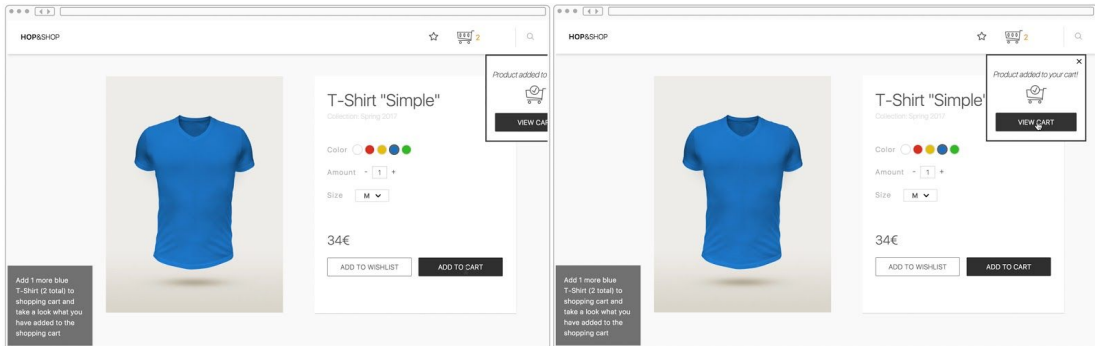 HOP&SHOP
2
Product added to
T-Shirt "Simple"
Collection Spring 2017
VIEW CAR
Color
Amount - 1 +
Size M
34€
ADD TO WISHLIST
ADD TO CART
Add 1 more blue
T-Shirt (2 total) to
shopping cart and
take a look what you
have added to the
shopping cart
HOP&SHOP
2
×
Product added to your cart!
T-Shirt "Simple"
Collection Spring 2017
VIEW CART
Color
Amount - 1 +
Size M
34€
ADD TO WISHLIST
ADD TO CART
Add 1 more blue
T-Shirt (2 total) to
shopping cart and
take a look what you
have added to the
shopping cart